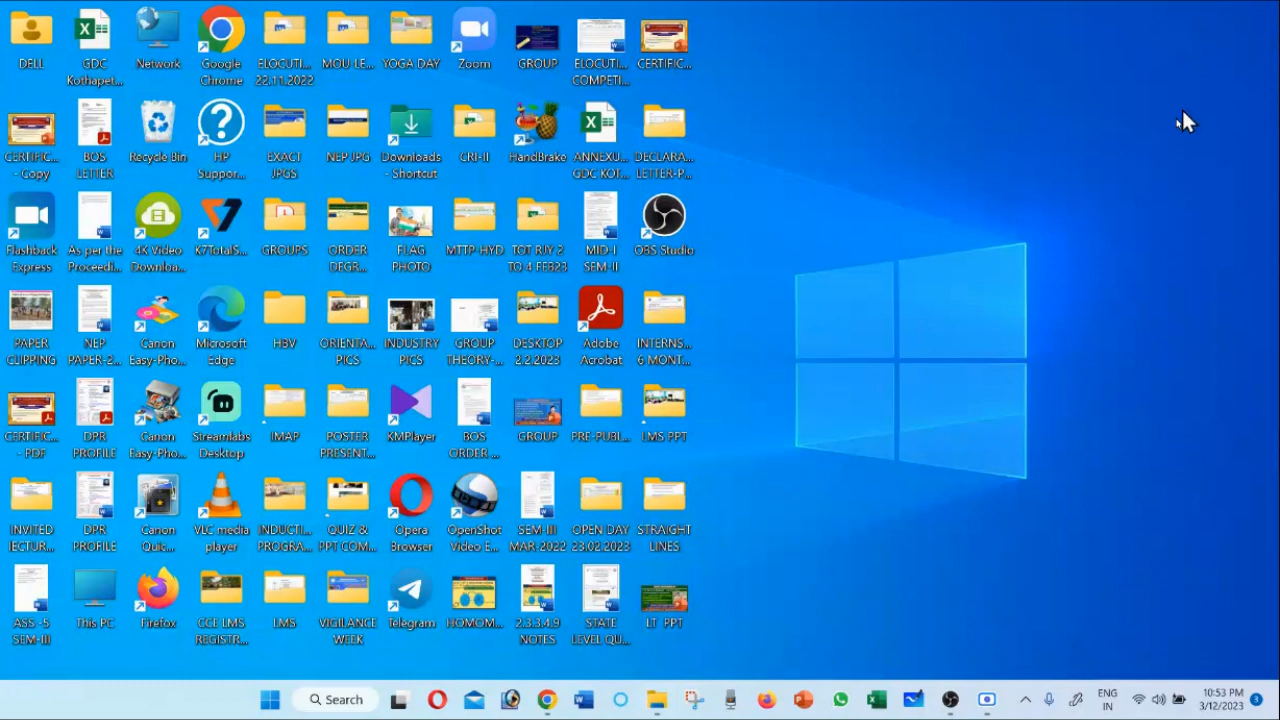 DELL
GDC
Kothapet...
Network
Google
Chrome
ELOCUTI...
22.11.2022
MOU-LE...
YOGA DAY
Zoom
GROUP
ELOCUTI...
COMPETI...
CERTIFIC...
CERTIFIC...
- Copy
BOS
LETTER
Recycle Bin
HP
Suppor...
EXACT
JPGS
NEP JPG
Downloads
- Shortcut
CRI-II
HandBrake
ANNEXU...
GDC KOT...
DECLARA...
LETTER-P...
Flashback
Express
As per the
Proceedi...
4K Video
Downloa...
K7TotalS...
GROUPS
ORDER
DEGR...
FLAG
PHOTO
MTTP-HYD
TOT RJY 2
TO 4 FEB23
MID-I
SEM-II
OBS Studio
PAPER
CLIPPING
NEP
PAPER-2...
Canon
Easy-Pho...
Microsoft
Edge
HBV
ORIENTA...
PICS
INDUSTRY
PICS
GROUP
THEORY-...
DESKTOP
2.2.2023
Adobe
Acrobat
INTERNS...
6 MONT...
CERTIFIC...
- PDF
DPR
PROFILE
Canon
Easy-Pho...
Streamlabs
Desktop
IMAP
POSTER
PRESENT...
KMPlayer
BOS
ORDER ...
GROUP
PRE-PUBL...
LMS PPT
INVITED
lECTUR...
DPR
PROFILE
Canon
Quic...
VLC media
player
INDUCTI...
PROGRA...
QUIZ &
PPT COM...
Opera
Browser
OpenShot
Video E...
SEM-III
MAR-2022
OPEN DAY
23.02.2023
STRAIGHT
LINES
ASS -5
SEM-III
This PC
Firefox
CCE LMS
REGISTR...
LMS
VIGILANCE
WEEK
Telegram
HOMOM...
2.3.3.4.9
NOTES
STATE
LEVEL QU...
LT PPT
Search
ENG
IN
10:53 PM
3/12/2023
3